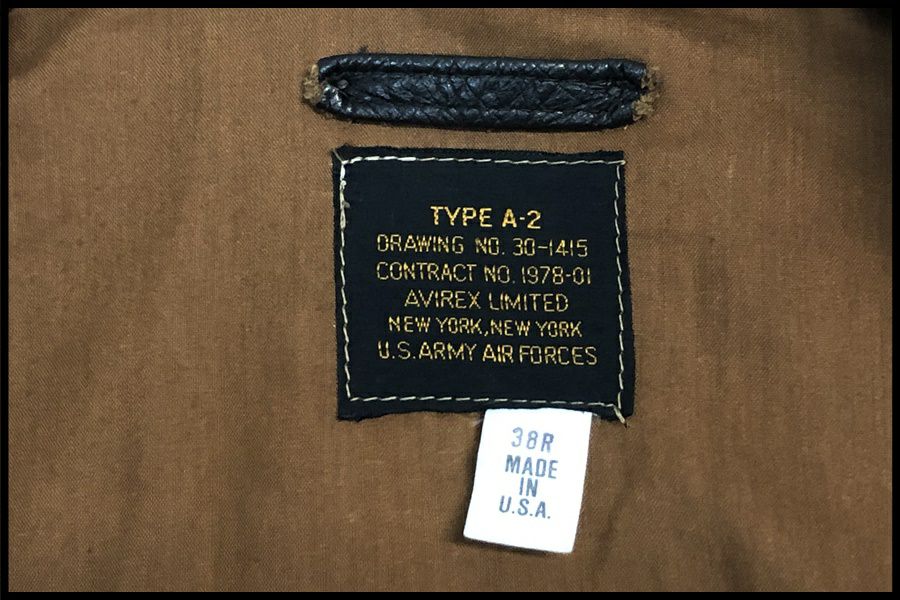 TYPE A-2
DRAWING NO. 30-1415
CONTRACT NO. 1978-01
AVIREX LIMITED
NEW YORK, NEW YORK
U.S. ARMY AIR FORCES
38R
MADE
IN
U.S.A.